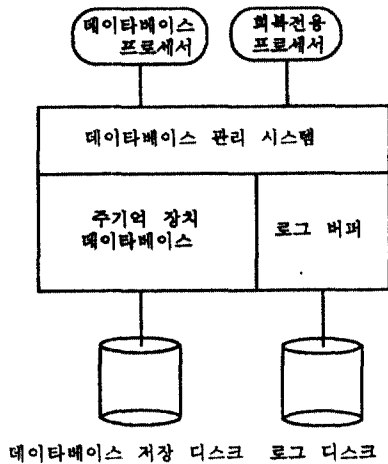 데이타베이스
프로세서
회복전용
프로세서
데이타베이스 관리 시스템
주기억 장치
데이타베이스
로그 버퍼
데이타베이스 저장 디스크 로그 디스크